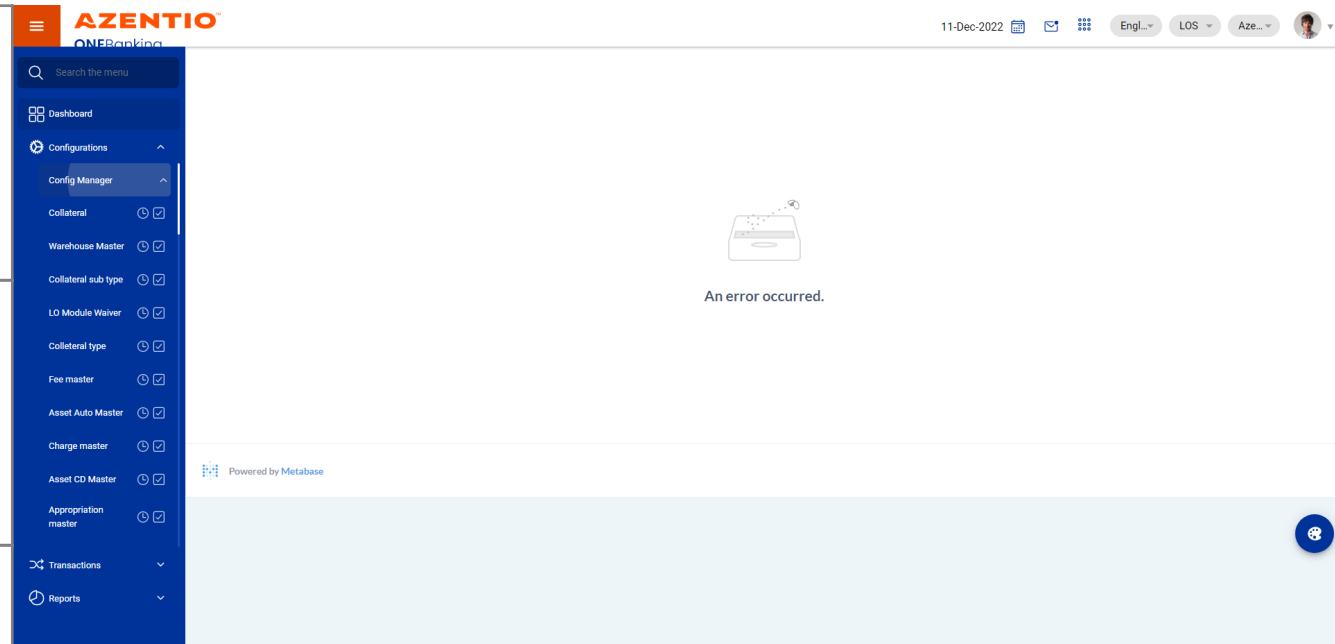 AZENTIO
ONEBanking
11-Dec-2022
Engl...
LOS
Aze...
Search the menu
Dashboard
Configurations
Config Manager
Collateral
Warehouse Master
Collateral sub type
LO Module Waiver
Colleteral type
Fee master
Asset Auto Master
Charge master
Asset CD Master
Appropriation
master
Transactions
Reports
An error occurred.
Powered by Metabase